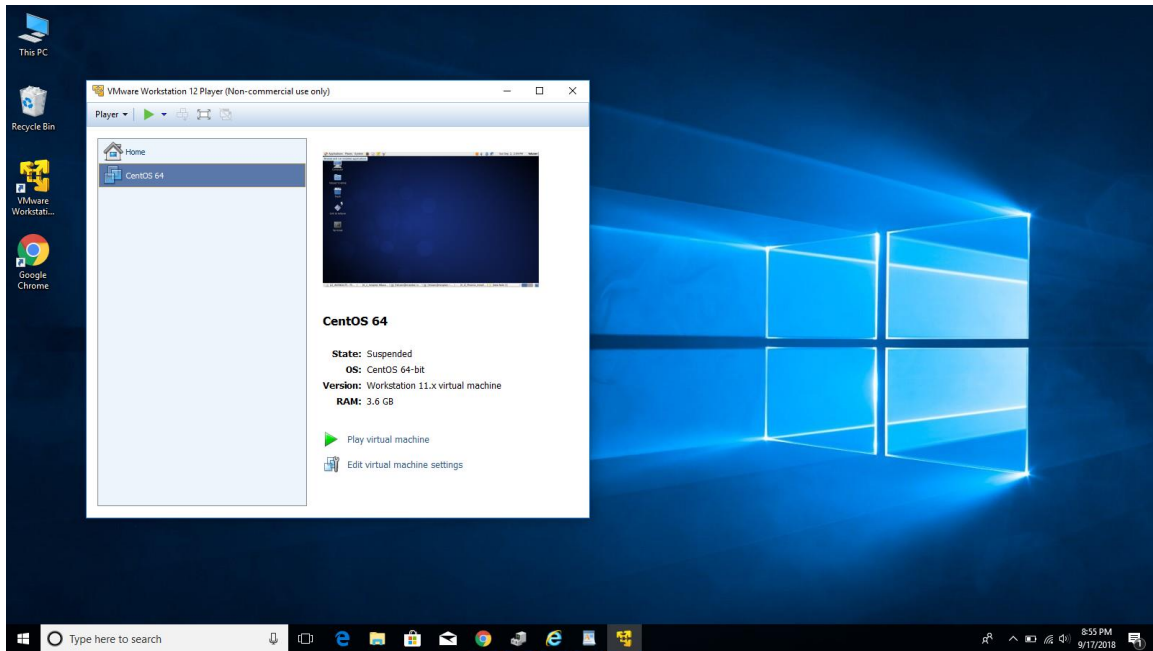 This PC
Recycle Bin
VMware
Workstati...
Google
Chrome
VMware Workstation 12 Player (Non-commercial use only)
Player
Home
CentOS 64
CentOS 64
State: Suspended
OS: CentOS 64-bit
Version: Workstation 11.x virtual machine
RAM: 3.6 GB
Play virtual machine
Edit virtual machine settings
Type here to search
8:55 PM
9/17/2018
1